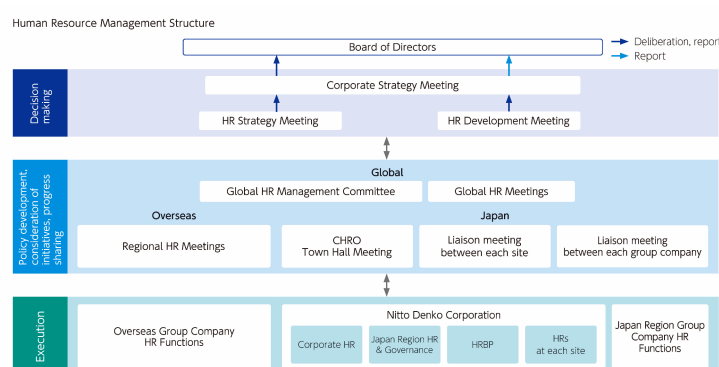 Human Resource Management Structure
Board of Directors
Deliberation, report
Report
Decision
making
Corporate Strategy Meeting
HR Strategy Meeting
HR Development Meeting
Policy development,
consideration of
initiatives, progress
sharing
Global
Global HR Management Committee
Global HR Meetings
Overseas
Japan
Regional HR Meetings
CHRO
Town Hall Meeting
Liaison meeting
between each site
Liaison meeting
between each group company
Execution
Overseas Group Company
HR Functions
Nitto Denko Corporation
Corporate HR
Japan Region HR
& Governance
HRBP
HRs
at each site
Japan Region Group
Company HR
Functions